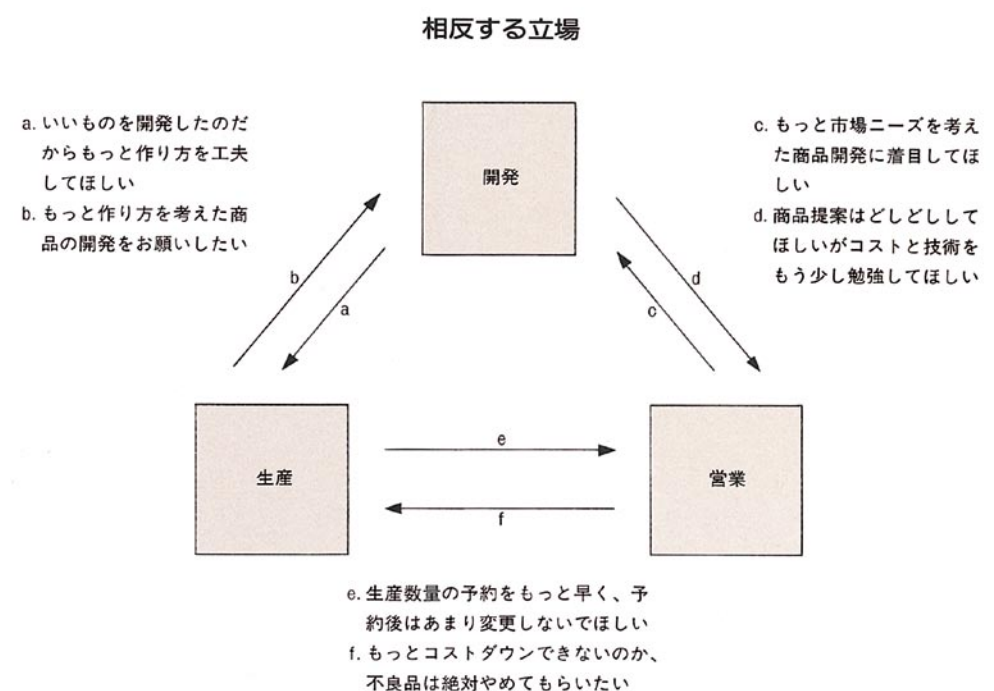 相反する立場
a. いいものを開発したのだ
からもっと作り方を工夫
してほしい
b. もっと作り方を考えた商
品の開発をお願いしたい
開発
c. もっと市場ニーズを考え
た商品開発に着目してほ
しい
d. 商品提案はどしどしして
ほしいがコストと技術を
もう少し勉強してほしい
b
a
d
c
生産
e
f
営業
e. 生産数量の予約をもっと早く、予
約後はあまり変更しないでほしい
f. もっとコストダウンできないのか、
不良品は絶対やめてもらいたい